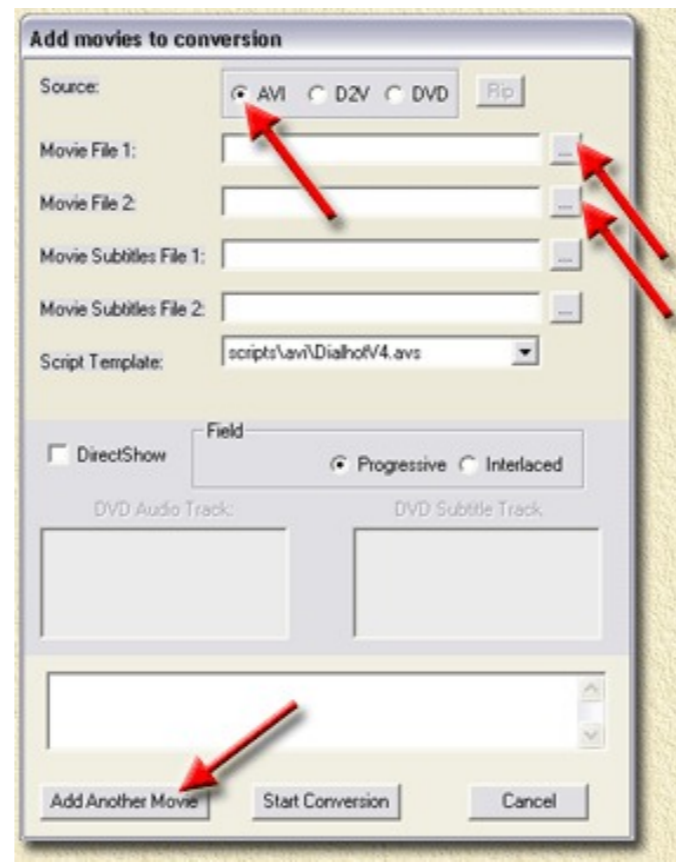 Add movies to conversion
Source:
AVI D2V DVD Rip
Movie File 1: ...
Movie File 2: ...
Movie Subtitles File 1: ...
Movie Subtitles File 2: ...
Script Template: scripts\avi\DialhotV4.avs
Field
DirectShow Progressive Interlaced
DVD Audio Track: DVD Subtitle Track
Add Another Movie Start Conversion Cancel